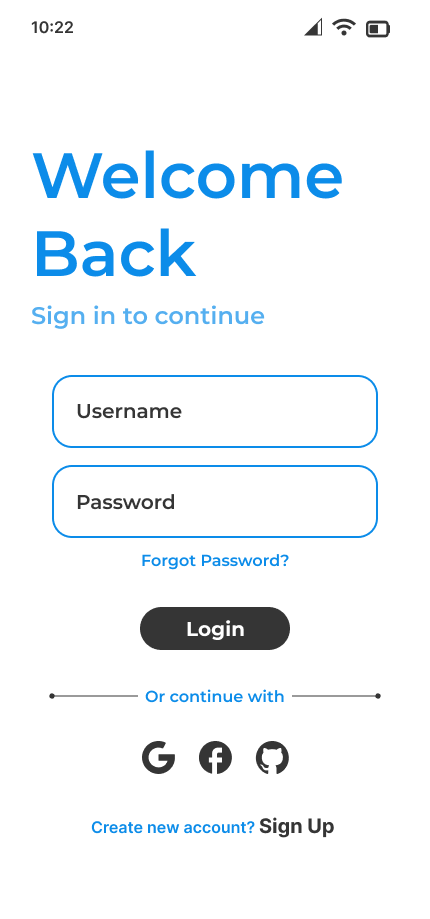 10:22
Welcome
Back
Sign in to continue
Username
Password
Forgot Password?
Login
Or continue with
Create new account? Sign Up